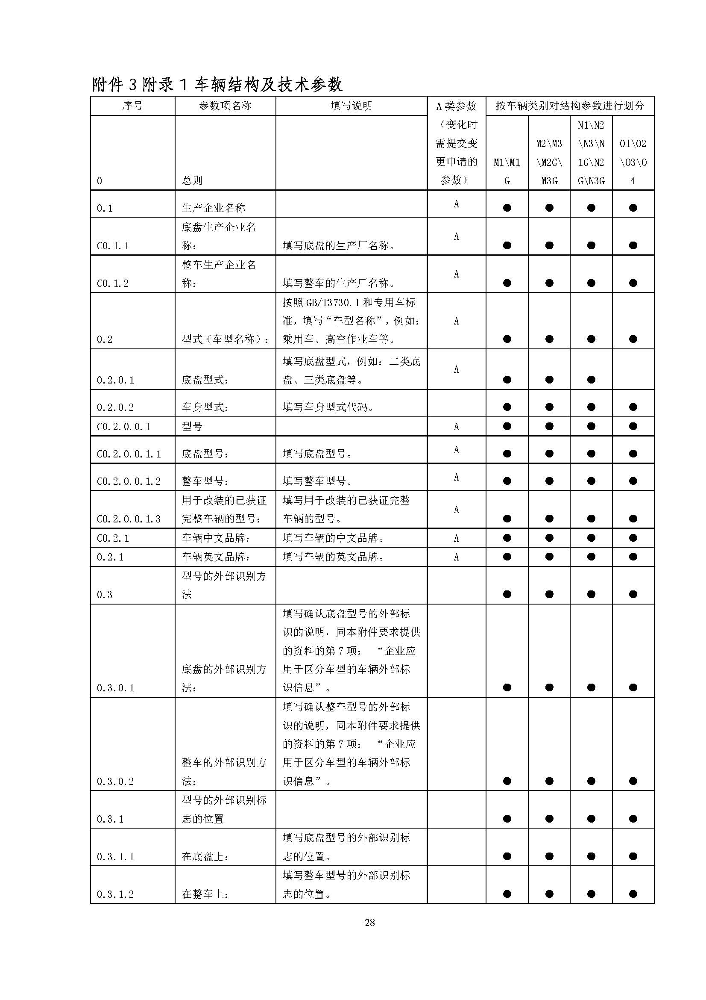 附件 3 附录 1 车辆结构及技术参数
序号 参数项名称 填写说明 A 类参数（变化时需提交变更申请的参数） 按车辆类别对结构参数进行划分
0 总则 M1\M1G M2\M3\M2G\M3G N1\N2\N3\N1G\N2G\N3G O1\O2\O3\O4
0.1 生产企业名称 A ● ● ● ●
C0.1.1 底盘生产企业名称： 填写底盘的生产厂名称。 A ● ● ● ●
C0.1.2 整车生产企业名称： 填写整车的生产厂名称。 A ● ● ● ●
0.2 型式（车型名称）： 按照 GB/T3730.1 和专用车标准，填写“车型名称”，例如：乘用车、高空作业车等。 A ● ● ● ●
0.2.0.1 底盘型式： 填写底盘型式，例如：二类底盘、三类底盘等。 A ● ● ●
0.2.0.2 车身型式： 填写车身型式代码。 ● ● ● ●
C0.2.0.0.1 型号 A ● ● ● ●
C0.2.0.0.1.1 底盘型号： 填写底盘型号。 A ● ● ● ●
C0.2.0.0.1.2 整车型号： 填写整车型号。 A ● ● ● ●
C0.2.0.0.1.3 用于改装的已获证完整车辆的型号： 填写用于改装的已获证完整车辆的型号。 A ● ● ● ●
C0.2.1 车辆中文品牌： 填写车辆的中文品牌。 A ● ● ● ●
0.2.1 车辆英文品牌： 填写车辆的英文品牌。 A ● ● ● ●
0.3 型号的外部识别方法 ● ● ● ●
0.3.0.1 底盘的外部识别方法： 填写确认底盘型号的外部标识的说明，同本附件要求提供的资料的第 7 项： “企业应用于区分车型的车辆外部标识信息”。 ● ● ● ●
0.3.0.2 整车的外部识别方法： 填写确认整车型号的外部标识的说明，同本附件要求提供的资料的第 7 项： “企业应用于区分车型的车辆外部标识信息”。 ● ● ● ●
0.3.1 型号的外部识别标志的位置 ● ● ● ●
0.3.1.1 在底盘上： 填写底盘型号的外部识别标志的位置。 ● ● ● ●
0.3.1.2 在整车上： 填写整车型号的外部识别标志的位置。 ● ● ● ●
28